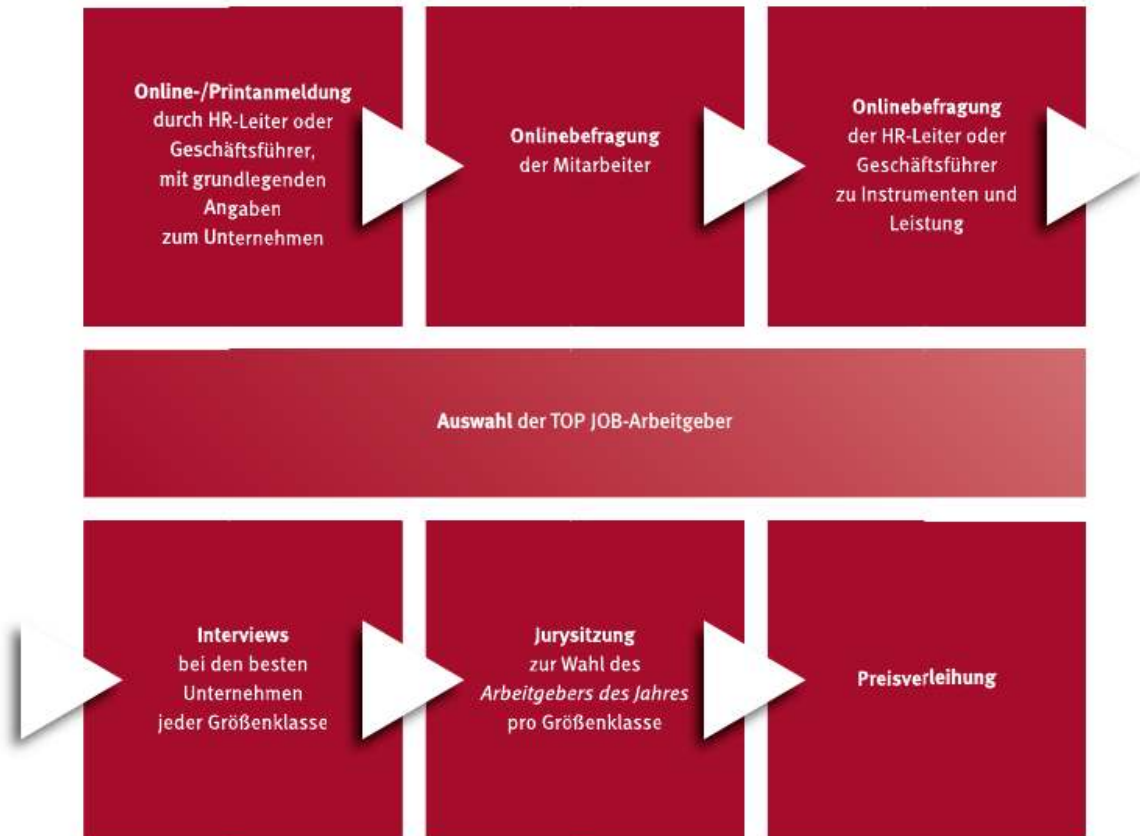 Online-/Printanmeldung
durch HR-Leiter oder
Geschäftsführer,
mit grundlegenden
Angaben
zum Unternehmen
Onlinebefragung
der Mitarbeiter
Onlinebefragung
der HR-Leiter oder
Geschäftsführer
zu Instrumenten und
Leistung
Auswahl der TOP JOB-Arbeitgeber
Interviews
bei den besten
Unternehmen
jeder Größenklasse
Jurysitzung
zur Wahl des
Arbeitgebers des Jahres
pro Größenklasse
Preisverleihung